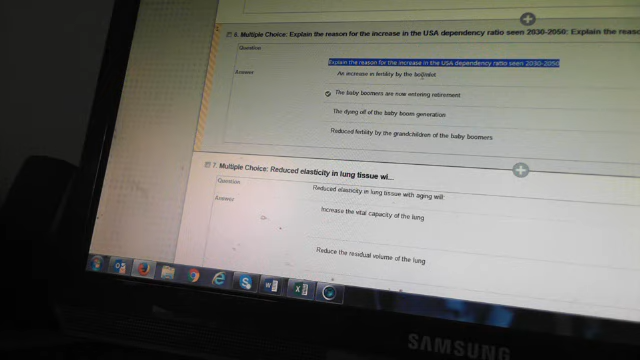 6. Multiple Choice: Explain the reason for the increase in the USA dependency ratio seen 2030-2050: Explain the reaso
Question
Explain the reason for the increase in the USA dependency ratio seen 2030-2050
Answer
An increase in fertility by the
The baby boomers are now entering retirement
The dying off of the baby boom generation
Reduced fertility by the grandchildren of the baby boomers
7. Multiple Choice: Reduced elasticity in lung tissue wi...
Question
Reduced elasticity in lung tissue with aging will:
Answer
Increase the vital capacity of the lung
Reduce the residual volume of the lung
SAMSUNG